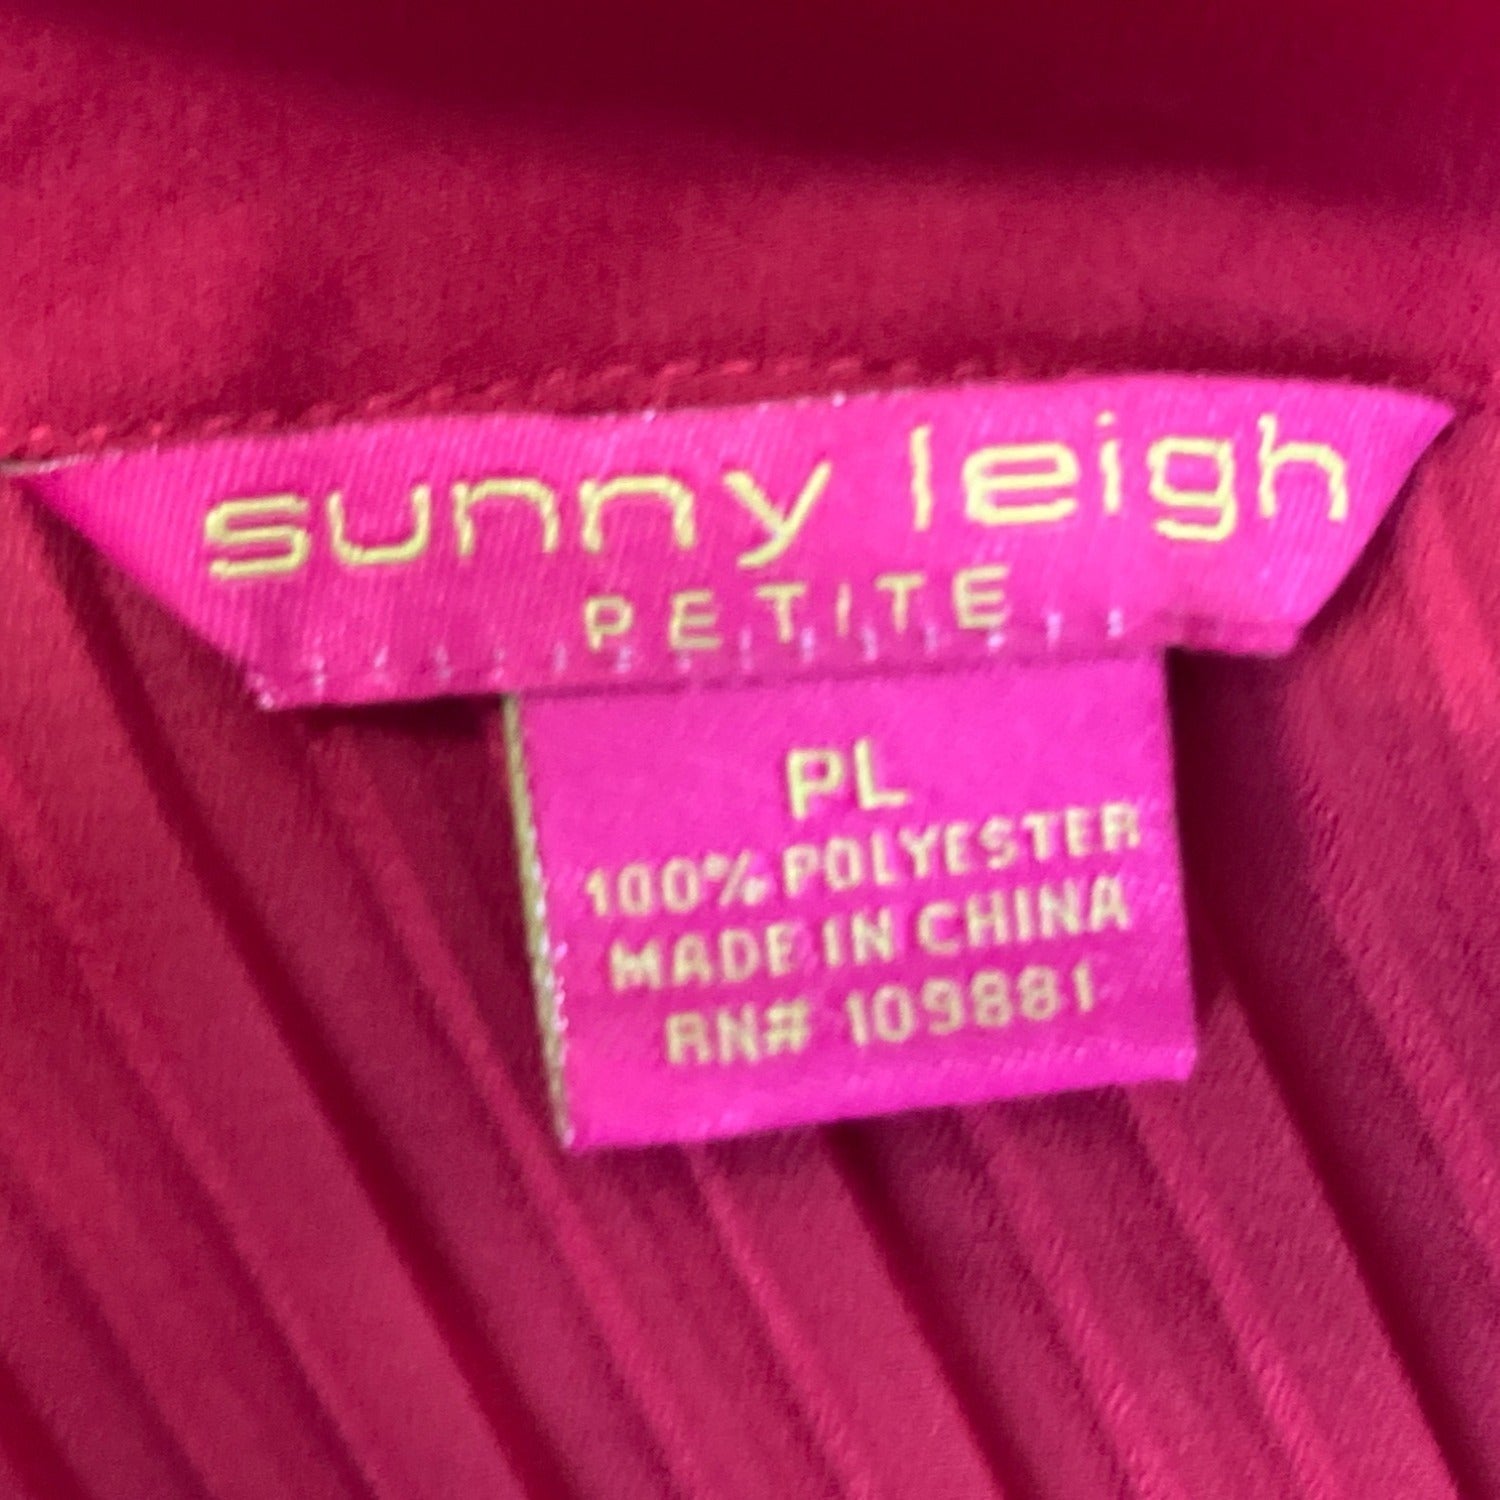 sunny leigh
PETITE
PL
100% POLYESTER
MADE IN CHINA
RN# 109881